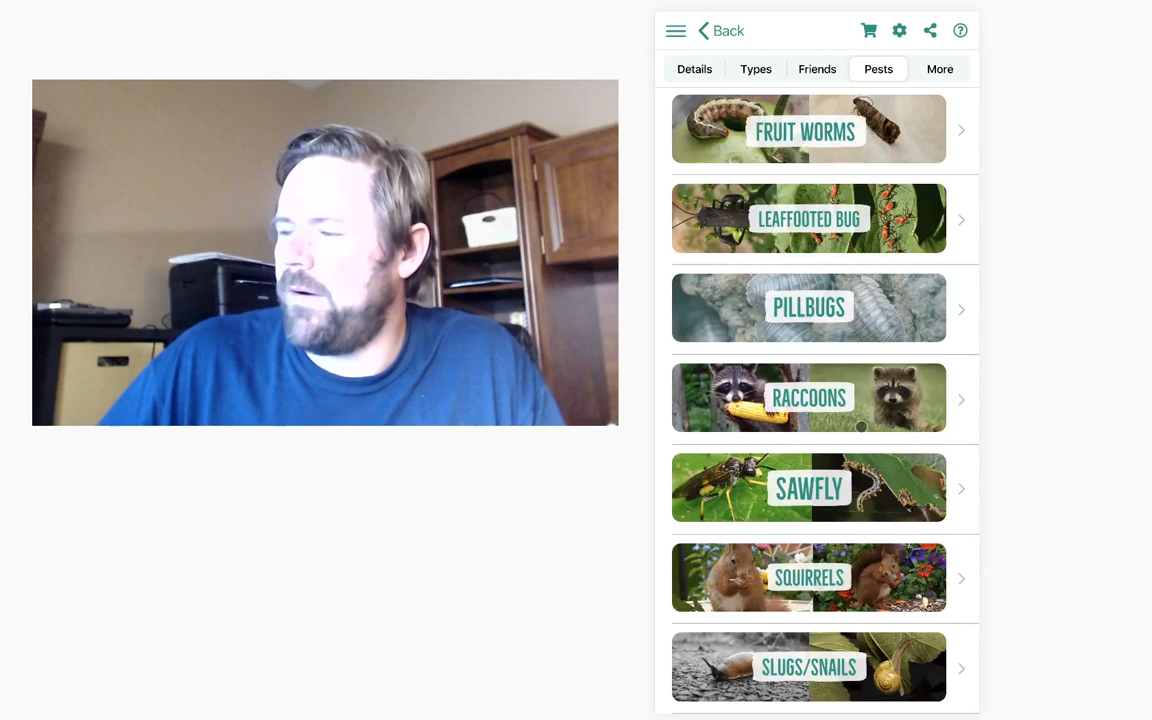 Back
Details Types Friends Pests More
FRUIT WORMS
LEAFFOOTED BUG
PILLBUGS
RACCOONS
SAWFLY
SQUIRRELS
SLUGS/SNAILS